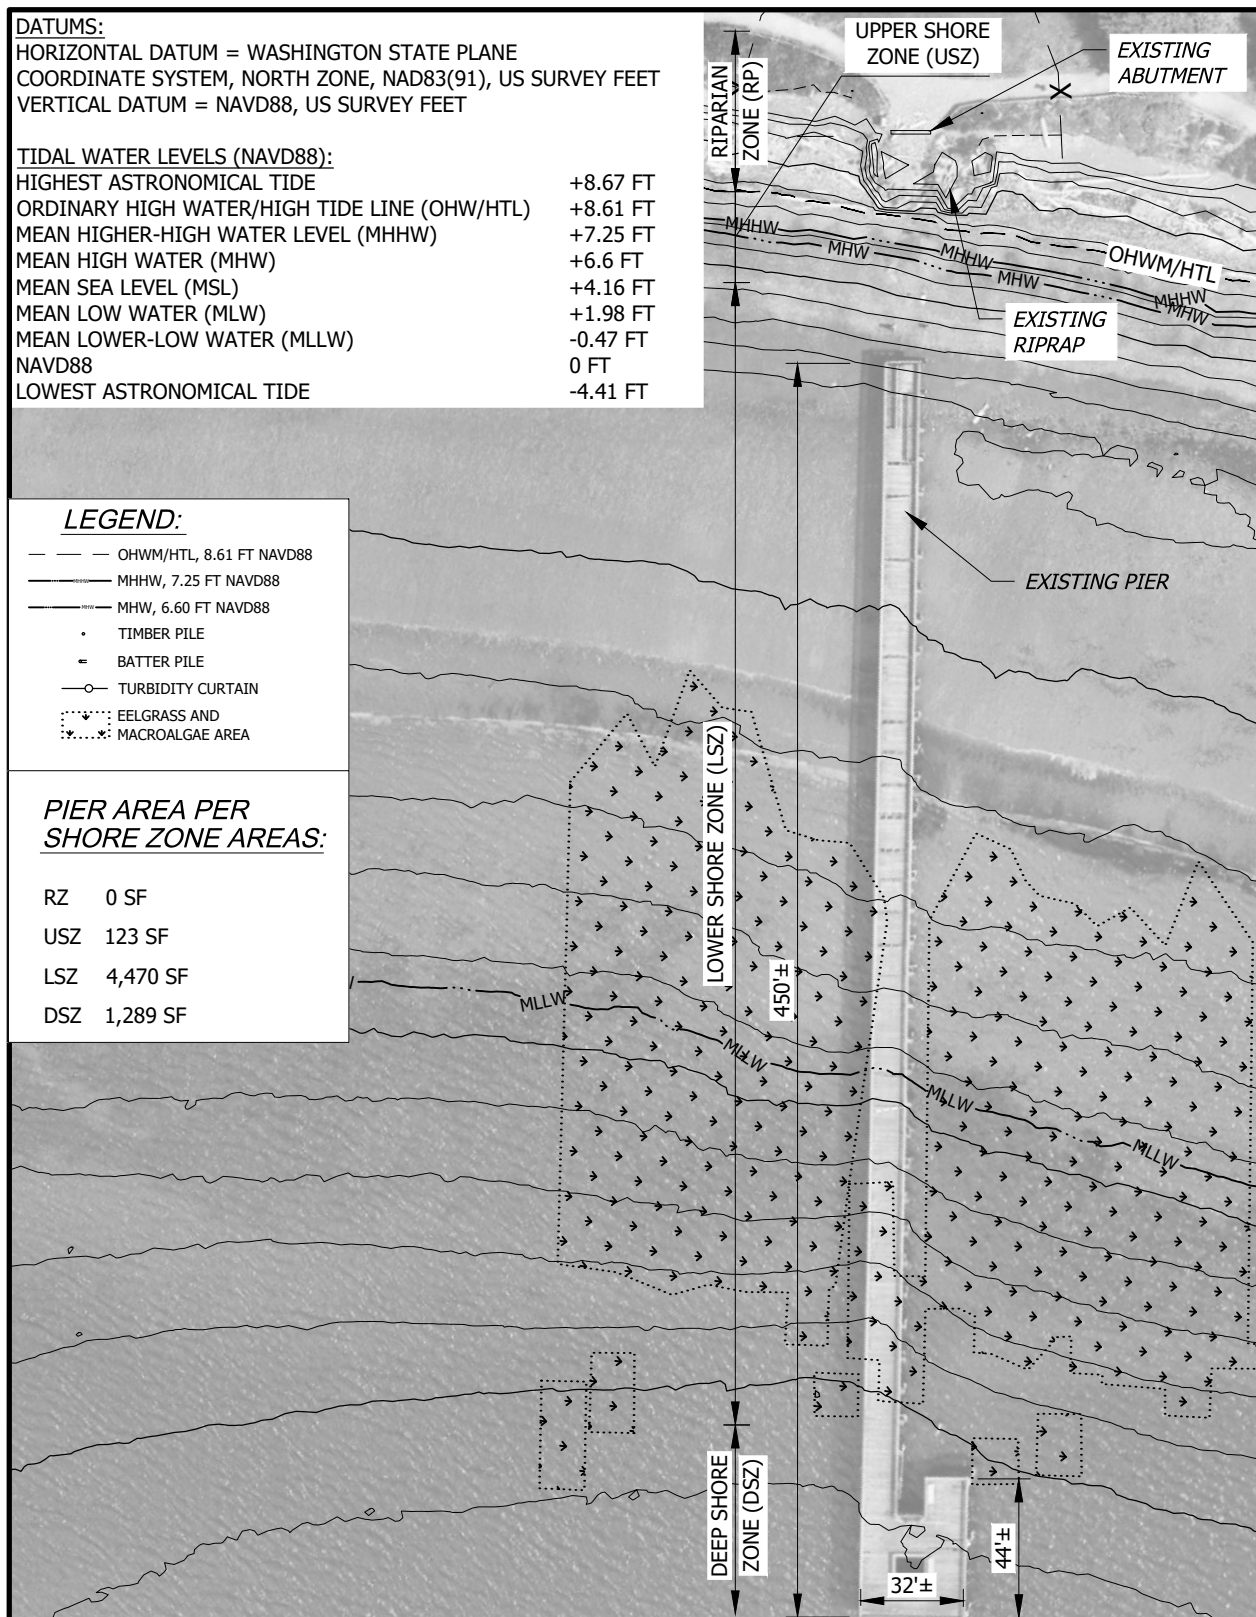 DATUMS:
HORIZONTAL DATUM = WASHINGTON STATE PLANE
COORDINATE SYSTEM, NORTH ZONE, NAD83(91), US SURVEY FEET
VERTICAL DATUM = NAVD88, US SURVEY FEET
TIDAL WATER LEVELS (NAVD88):
HIGHEST ASTRONOMICAL TIDE +8.67 FT
ORDINARY HIGH WATER/HIGH TIDE LINE (OHW/HTL) +8.61 FT
MEAN HIGHER-HIGH WATER LEVEL (MHHW) +7.25 FT
MEAN HIGH WATER (MHW) +6.6 FT
MEAN SEA LEVEL (MSL) +4.16 FT
MEAN LOW WATER (MLW) +1.98 FT
MEAN LOWER-LOW WATER (MLLW) -0.47 FT
NAVD88 0 FT
LOWEST ASTRONOMICAL TIDE -4.41 FT
RIPARIAN
ZONE (RP)
UPPER SHORE
ZONE (USZ)
EXISTING
ABUTMENT
X
MHHW
MHW
MHHW
MHW
OHWM/HTL
MHHW
MHW
EXISTING
RIPRAP
EXISTING PIER
LEGEND:
OHWM/HTL, 8.61 FT NAVD88
MHHW MHHW, 7.25 FT NAVD88
MHW MHW, 6.60 FT NAVD88
TIMBER PILE
BATTER PILE
TURBIDITY CURTAIN
EELGRASS AND
MACROALGAE AREA
PIER AREA PER
SHORE ZONE AREAS:
RZ 0 SF
USZ 123 SF
LSZ 4,470 SF
DSZ 1,289 SF
LOWER SHORE ZONE (LSZ)
450'±
MLLW
MLLW
MLLW
MLLW
DEEP SHORE
ZONE (DSZ)
32'±
44'±